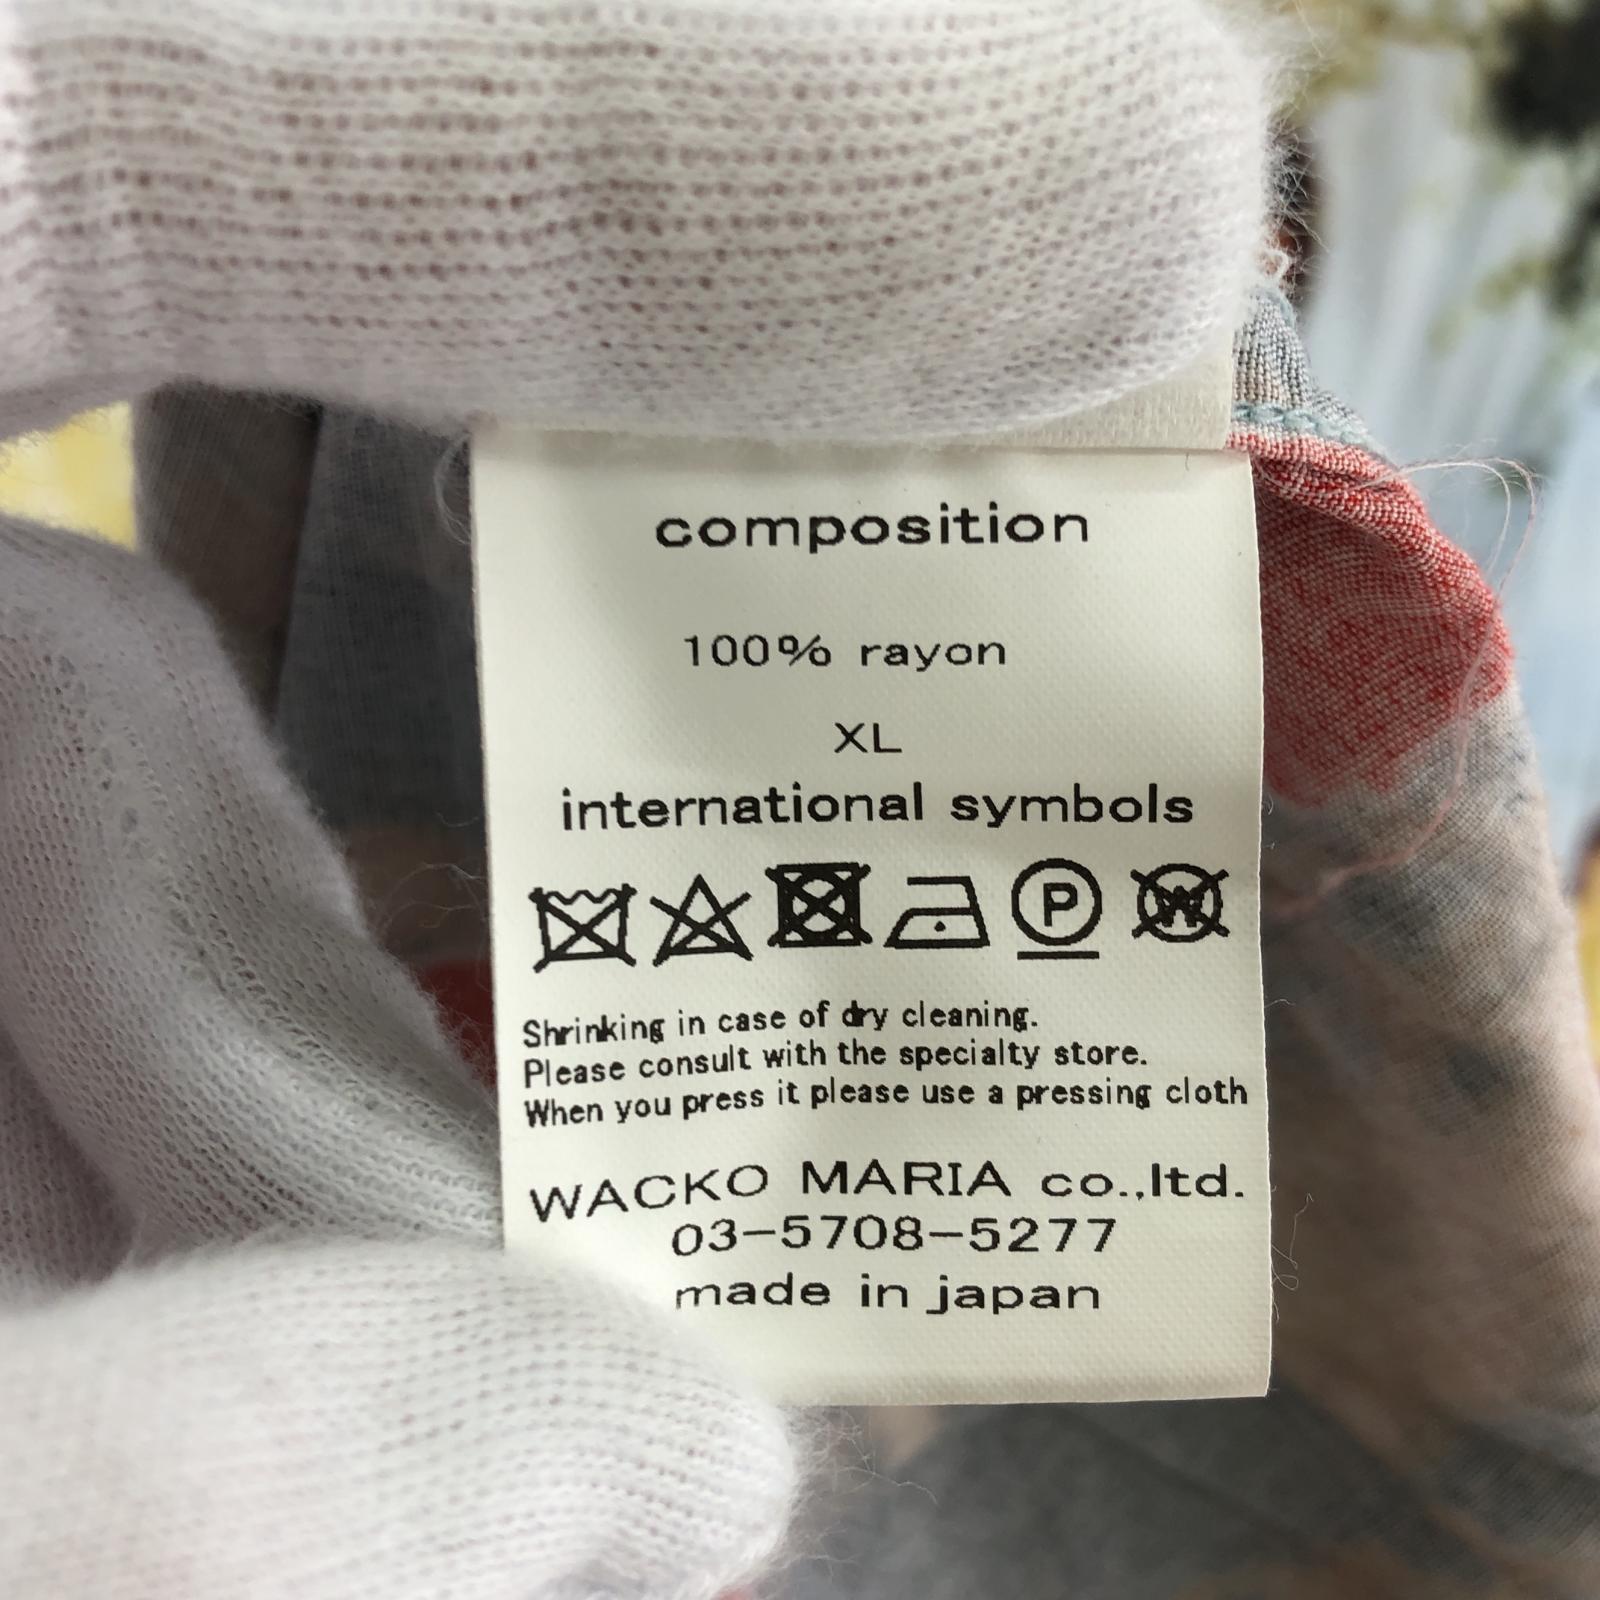 composition
100% rayon
XL
international symbols
P W
Shrinking in case of dry cleaning.
Please consult with the specialty store.
When you press it please use a pressing cloth
WACKO MARIA co.,ltd.
03-5708-5277
made in japan